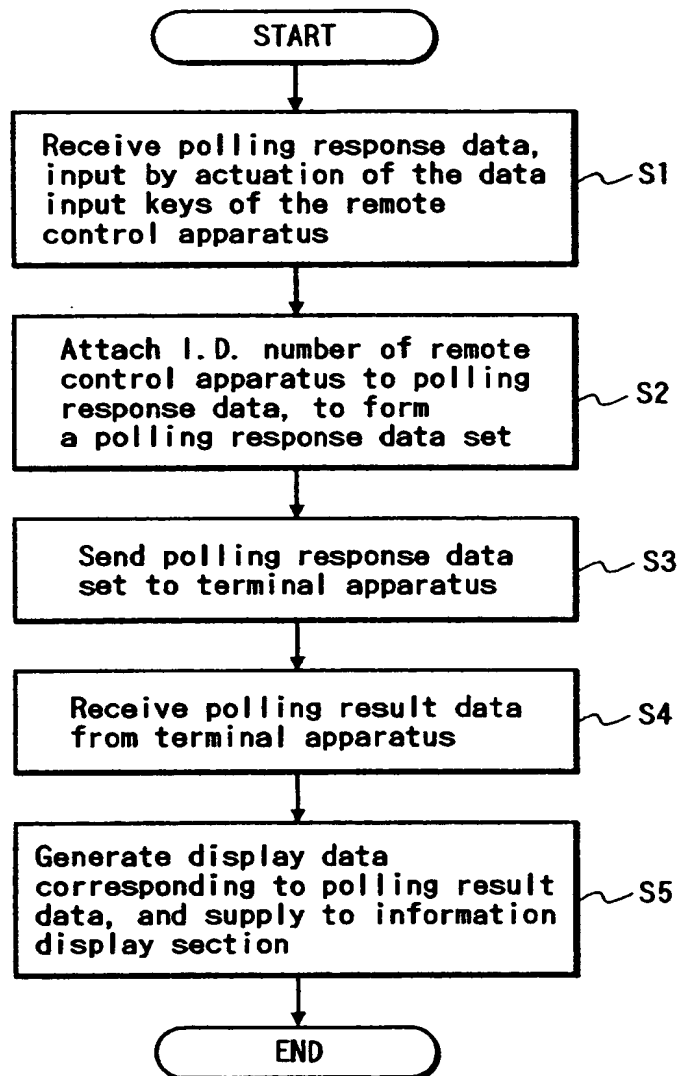 START
Receive polling response data,
input by actuation of the data
input keys of the remote
control apparatus
S1
Attach I.D. number of remote
control apparatus to polling
response data, to form
a polling response data set
S2
Send polling response data
set to terminal apparatus
S3
Receive polling result data
from terminal apparatus
S4
Generate display data
corresponding to polling result
data, and supply to information
display section
S5
END